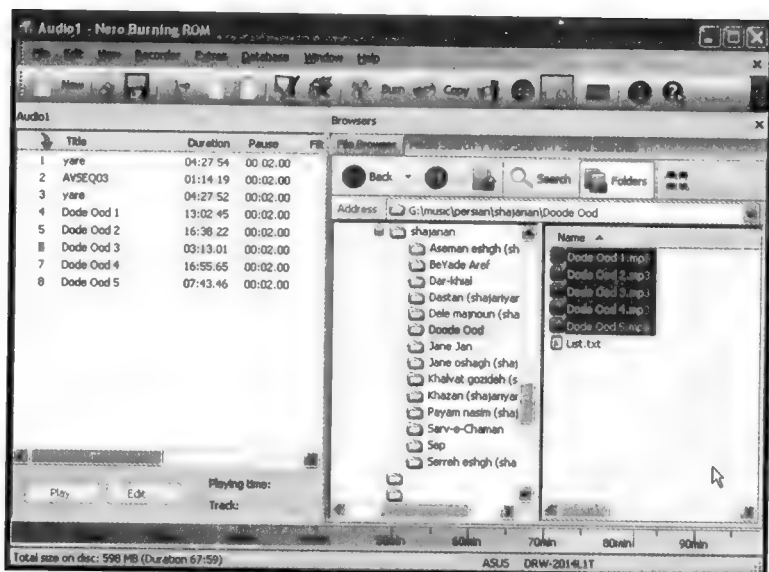 Audio1 - Nero Burning ROM
File Edit View Recorder Extras Database Window Help
New Burn Copy
Audio1
Title Duration Pause
1 yare 04:27 54 00 02.00
2 AVSEQ03 01:14 19 00:02.00
3 yare 04:27 52 00:02.00
4 Dode Ood 1 13:02 45 00:02.00
5 Dode Ood 2 16:38 22 00:02.00
6 Dode Ood 3 03:13.01 00:02.00
7 Dode Ood 4 16:55.65 00:02.00
8 Dode Ood 5 07:43.46 00:02.00
Play Edit Playing time:
Track:
Browsers
File Browser
Back Search Folders
Address G:\music\persian\shajarian\Doode Ood
shajarian
Aseman eshgh (sh
BeYade Aref
Dar-khial
Dastan (shajariyar
Dele majnoun (sha
Doode Ood
Jane Jan
Jane oshagh (shaj
Khalvat gozideh (s
Khazan (shajariyar
Payam nasim (shaj
Sarv-e-Chaman
Sep
Serreh eshgh (sha
Name
Dode Ood 1.mp3
Dode Ood 2.mp3
Dode Ood 3.mp3
Dode Ood 4.mp3
Dode Ood 5.mp3
List.txt
60min 70min 80min 90min
Total size on disc: 598 MB (Duration 67:59) ASUS DRW-2014L1T